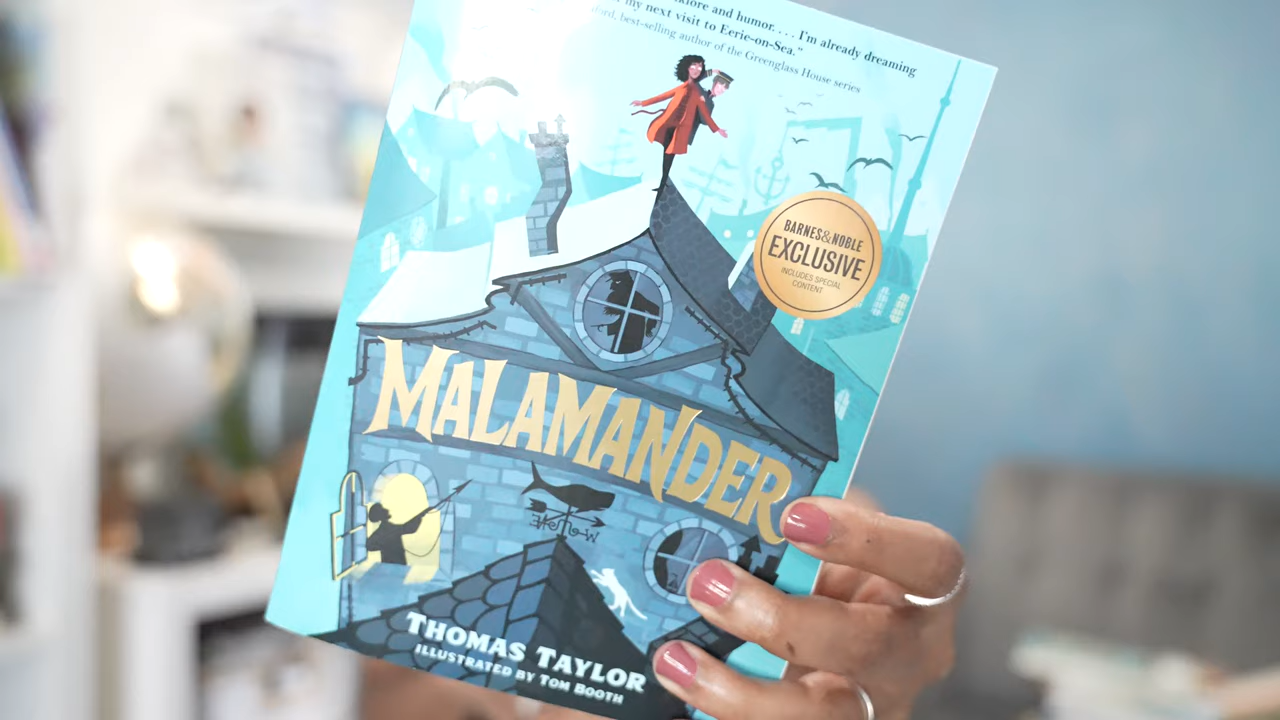 and humor. . . . I'm already dreaming
my next visit to Eerie-on-Sea."
best-selling author of the Greenglass House series
BARNES&NOBLE
EXCLUSIVE
INCLUDES SPECIAL
CONTENT
MALAMANDER
N
W
THOMAS TAYLOR
ILLUSTRATED BY TOM BOOTH